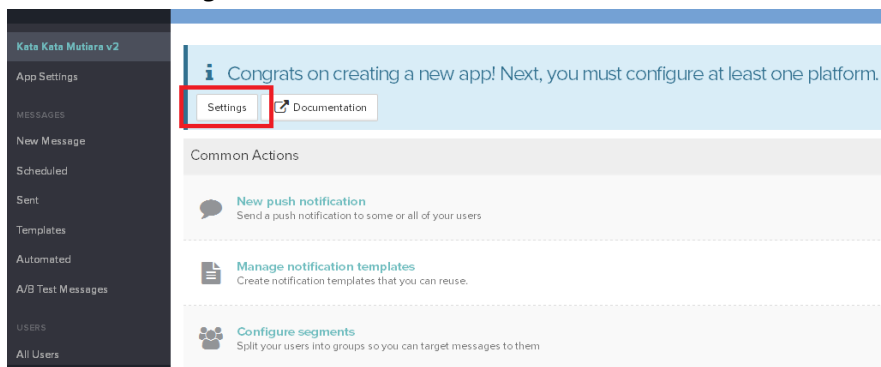 Kata Kata Mutiara v2
App Settings
MESSAGES
New Message
Scheduled
Sent
Templates
Automated
A/B Test Messages
USERS
All Users
i Congrats on creating a new app! Next, you must configure at least one platform.
Settings
Documentation
Common Actions
New push notification
Send a push notification to some or all of your users
Manage notification templates
Create notification templates that you can reuse.
Configure segments
Split your users into groups so you can target messages to them